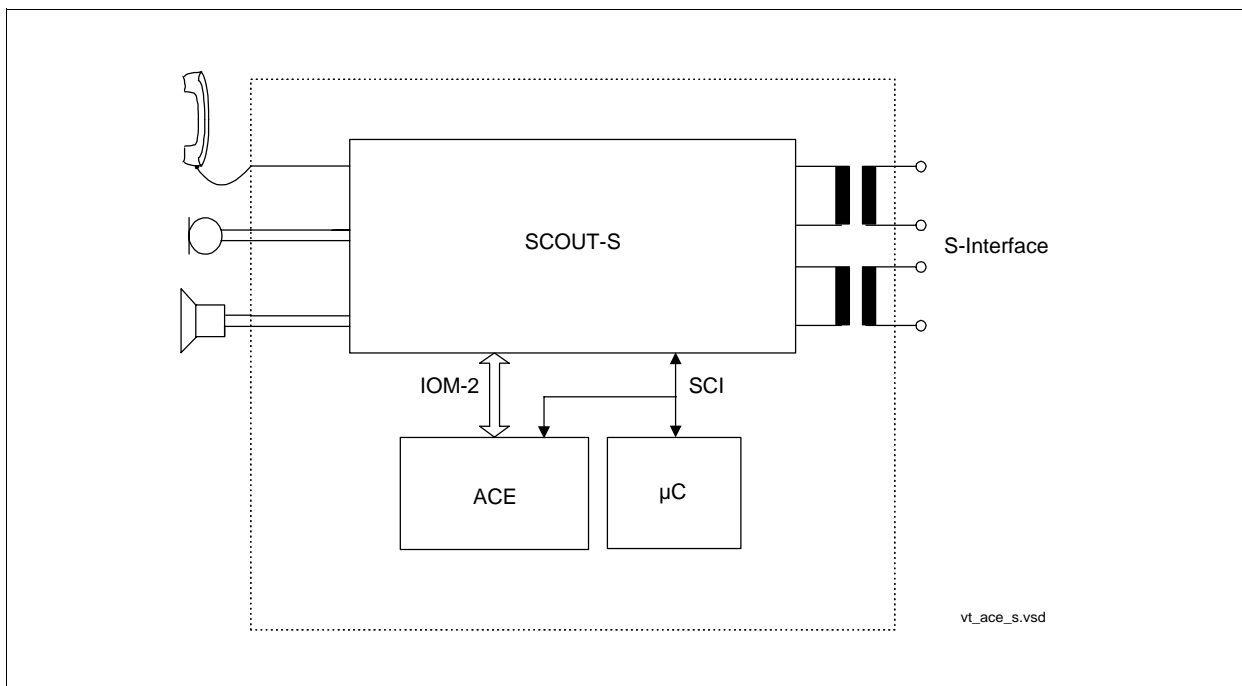 SCOUT-S
S-Interface
IOM-2
SCI
ACE
µC
vt_ace_s.vsd